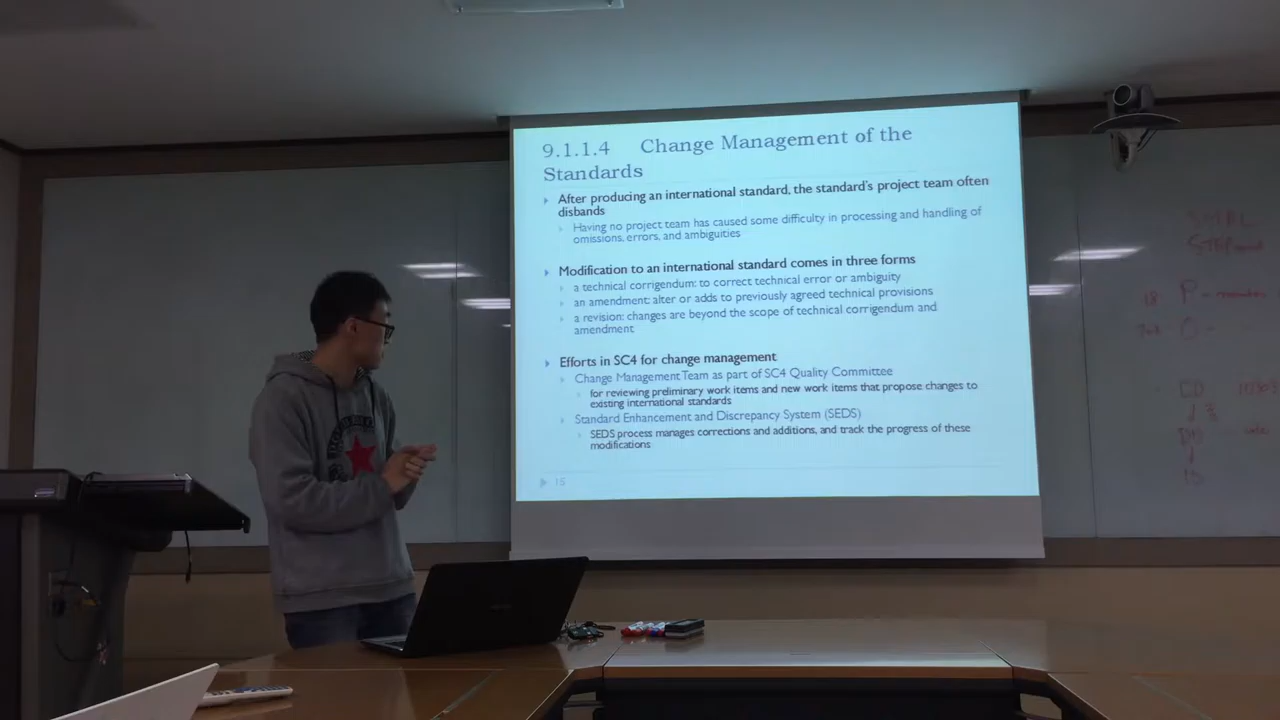 9.1.1.4 Change Management of the
Standards
After producing an international standard, the standard's project team often
disbands
Having no project team has caused some difficulty in processing and handling of
omissions, errors, and ambiguities
Modification to an international standard comes in three forms
a technical corrigendum: to correct technical error or ambiguity
an amendment: alter or adds to previously agreed technical provisions
a revision: changes are beyond the scope of technical corrigendum and
amendment
Efforts in SC4 for change management
Change Management Team as part of SC4 Quality Committee
for reviewing preliminary work items and new work items that propose changes to
existing international standards
Standard Enhancement and Discrepancy System (SEDS)
SEDS process manages corrections and additions, and track the progress of these
modifications
15
18 P -
O -
CD